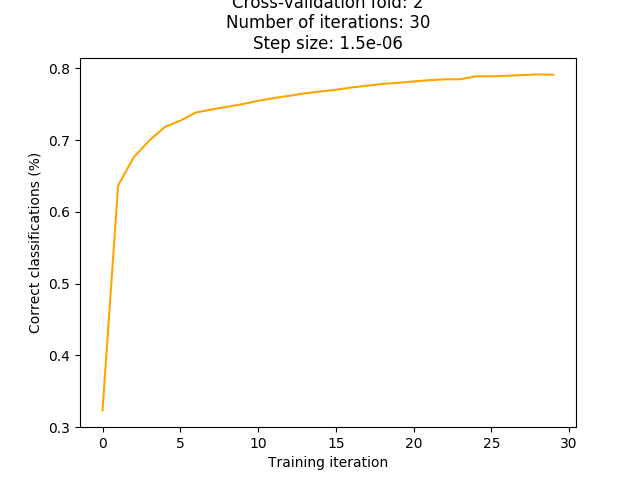 Cross-validation fold: 2
Number of iterations: 30
Step size: 1.5e-06
0.8
0.7
0.6
0.5
0.4
0.3
Correct classifications (%)
0 5 10 15 20 25 30
Training iteration